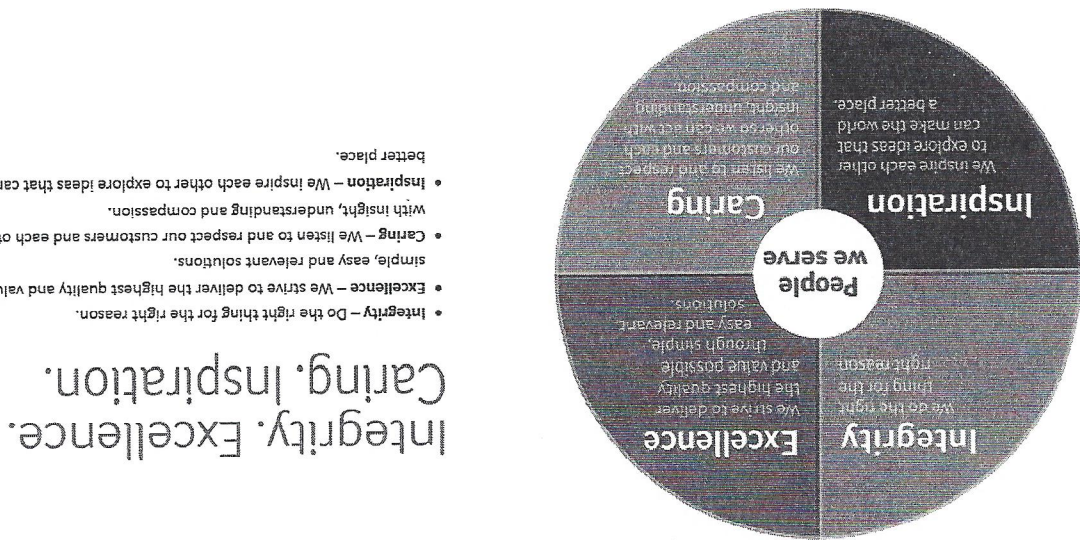 Integrity
We do the right
thing for the
right reason
Excellence
We strive to deliver
the highest quality
and value possible
through simple,
easy and relevant
solutions.
People
we serve
Inspiration
We inspire each other
to explore ideas that
can make the world
a better place.
Caring
We listen to and respect
our customers and each
other so we can act with
insight, understanding
and compassion.
Integrity. Excellence.
Caring. Inspiration.
• Integrity – Do the right thing for the right reason.
• Excellence – We strive to deliver the highest quality and valu
simple, easy and relevant solutions.
• Caring – We listen to and respect our customers and each o
with insight, understanding and compassion.
• Inspiration – We inspire each other to explore ideas that can
better place.